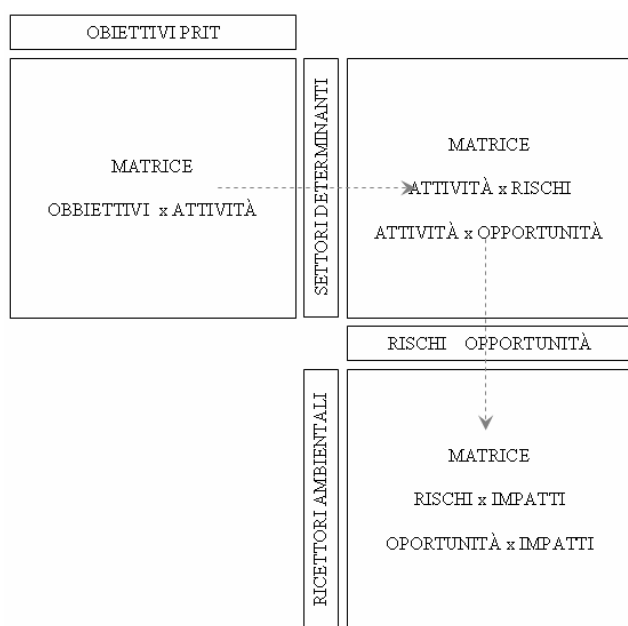 OBIETTIVI PRIT
MATRICE
OBBIETTIVI x ATTIVITÀ
SETTORI DETERMINANTI
MATRICE
ATTIVITÀ x RISCHI
ATTIVITÀ x OPPORTUNITÀ
RISCHI OPPORTUNITÀ
RICETTORI AMBIENTALI
MATRICE
RISCHI x IMPATTI
OPORTUNITÀ x IMPATTI